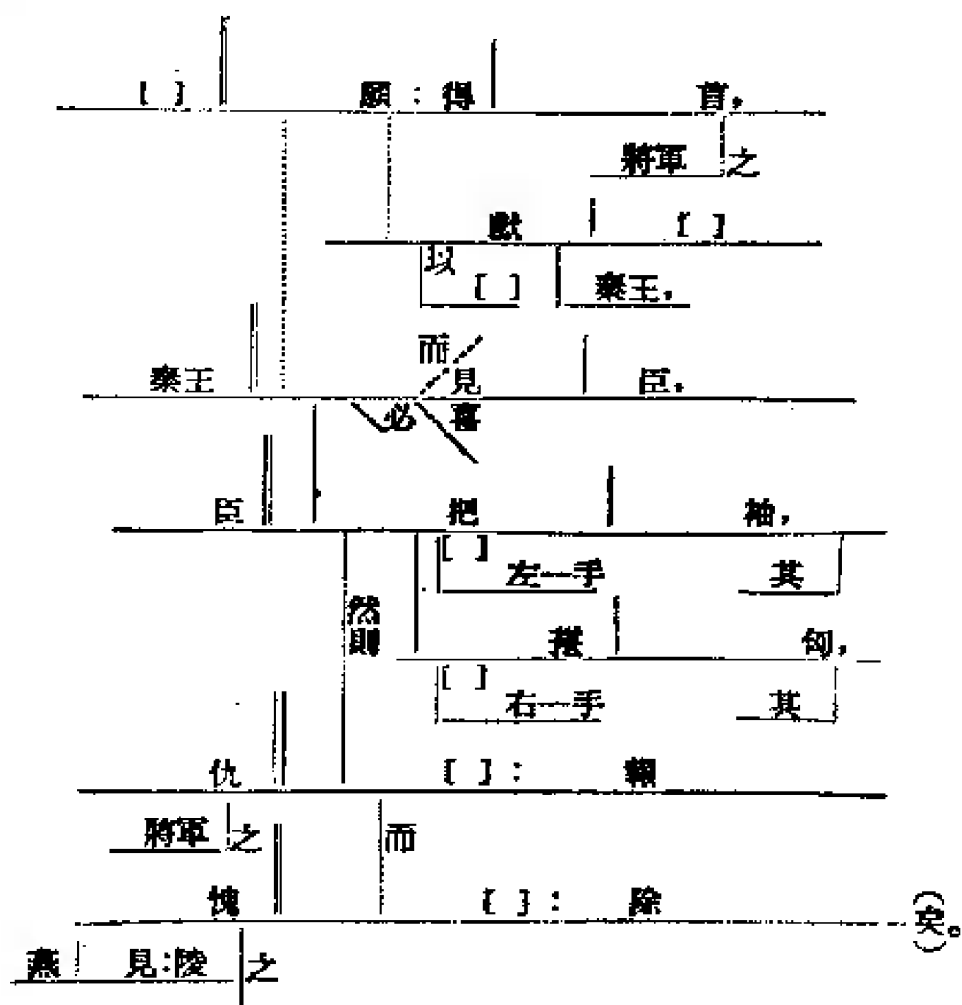 [ ] 願：得 首，
將軍 之
獻 [ ]
以
[ ] 秦王，
而
秦王 見 臣，
必 喜
臣 把 袖，
[ ]
左一手 其
然
則 揕 匈，
[ ]
右一手 其
仇 [ ]： 報
將軍 之 而
愧 [ ]： 除 (矣)。
燕 見：陵 之